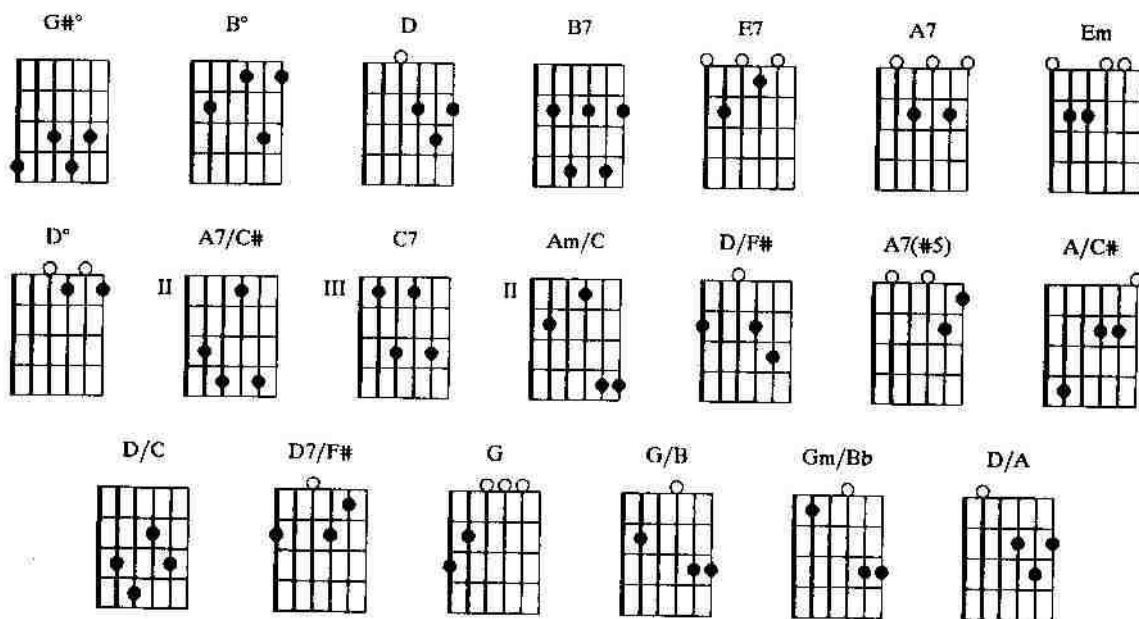 G#° B° D B7 E7 A7 Em
D° A7/C# C7 Am/C D/F# A7(#5) A/C#
II III II
D/C D7/F# G G/B Gm/Bb D/A